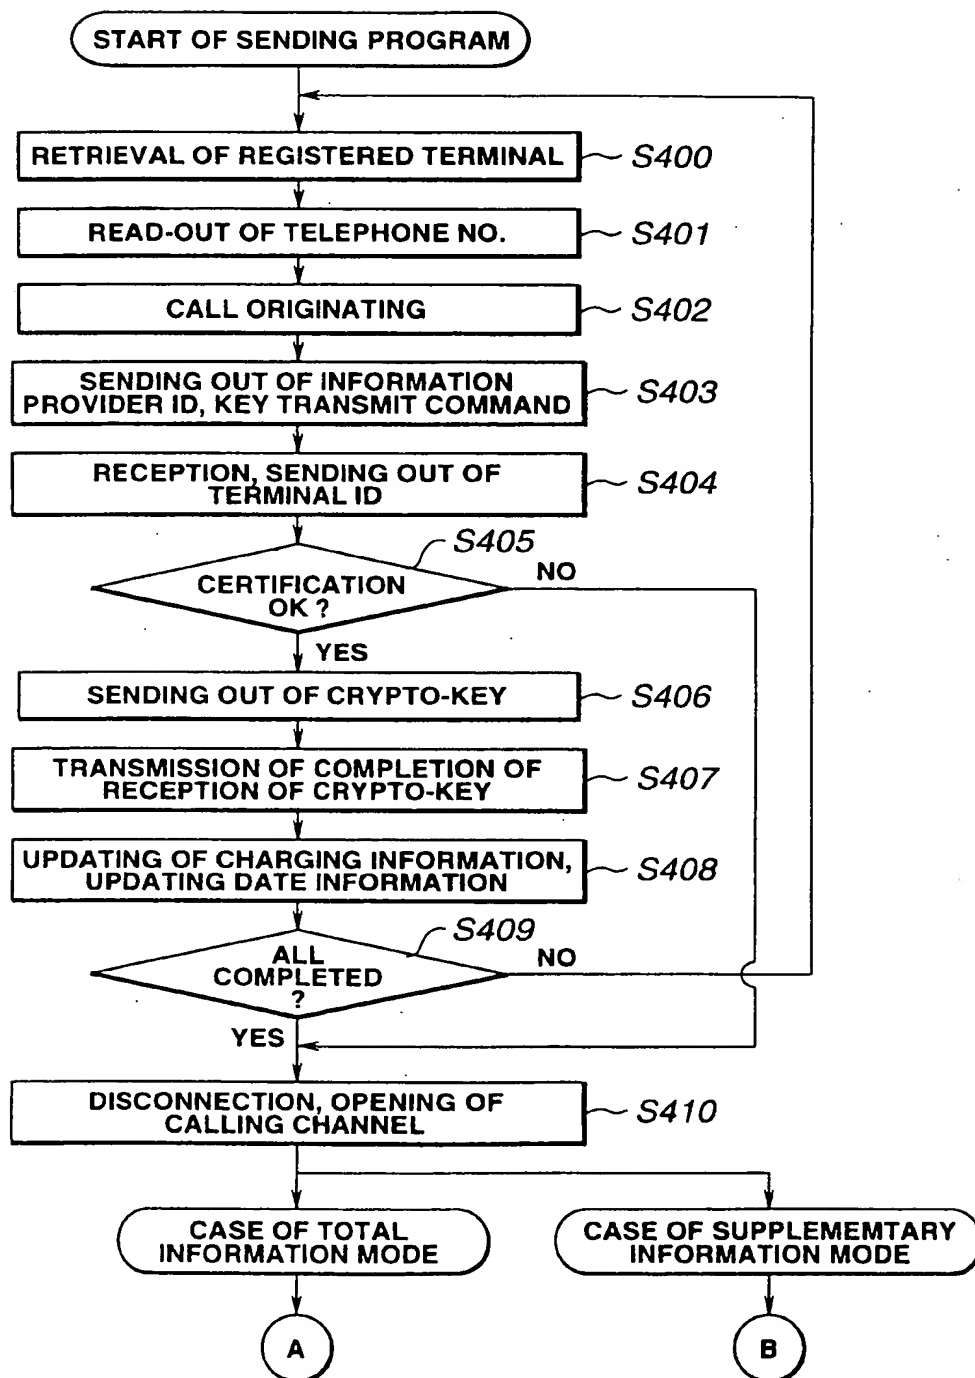 START OF SENDING PROGRAM
RETRIEVAL OF REGISTERED TERMINAL
S400
READ-OUT OF TELEPHONE NO.
S401
CALL ORIGINATING
S402
SENDING OUT OF INFORMATION
PROVIDER ID, KEY TRANSMIT COMMAND
S403
RECEPTION, SENDING OUT OF
TERMINAL ID
S404
S405
CERTIFICATION
OK ?
NO
YES
SENDING OUT OF CRYPTO-KEY
S406
TRANSMISSION OF COMPLETION OF
RECEPTION OF CRYPTO-KEY
S407
UPDATING OF CHARGING INFORMATION,
UPDATING DATE INFORMATION
S408
S409
ALL
COMPLETED
?
NO
YES
DISCONNECTION, OPENING OF
CALLING CHANNEL
S410
CASE OF TOTAL
INFORMATION MODE
CASE OF SUPPLEMEMTARY
INFORMATION MODE
A
B